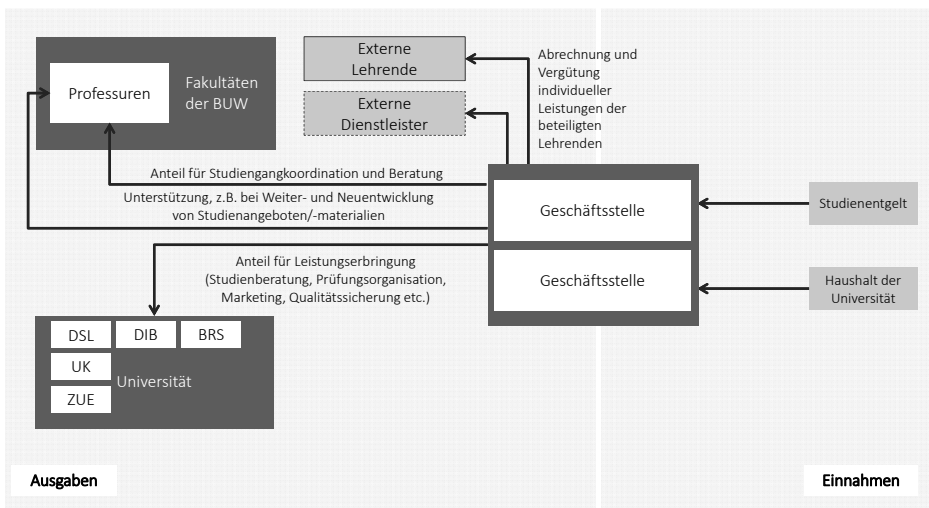 Externe
Lehrende
Externe
Dienstleister
Abrechnung und
Vergütung
individueller
Leistungen der
beteiligten
Lehrenden
Professuren
Fakultäten
der BUW
Anteil für Studiengangkoordination und Beratung
Unterstützung, z.B. bei Weiter- und Neuentwicklung
von Studienangeboten/-materialien
Geschäftsstelle
Studienentgelt
Anteil für Leistungserbringung
(Studienberatung, Prüfungsorganisation,
Marketing, Qualitätssicherung etc.)
Geschäftsstelle
Haushalt der
Universität
DSL
DIB
BRS
UK
Universität
ZUE
Ausgaben
Einnahmen